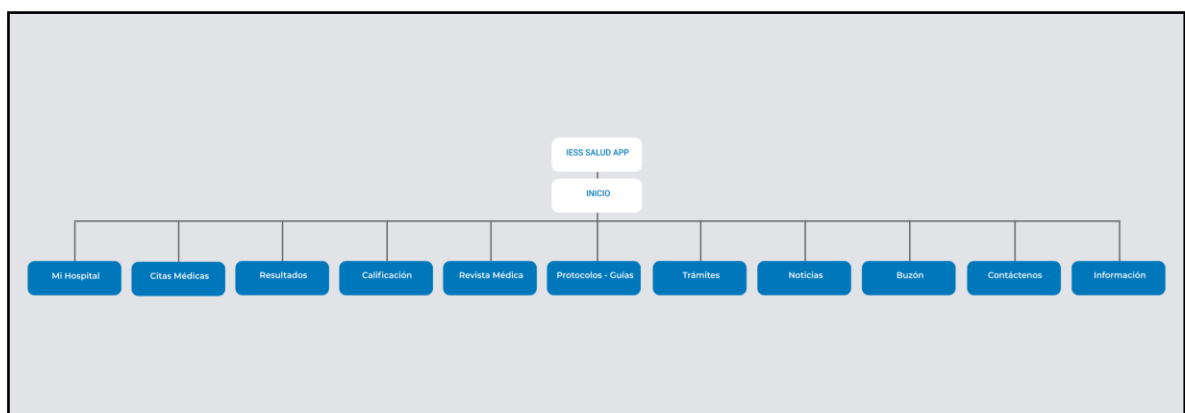 IESS SALUD APP
INICIO
Mi Hospital
Citas Médicas
Resultados
Calificación
Revista Médica
Protocolos - Guías
Trámites
Noticias
Buzón
Contáctenos
Información